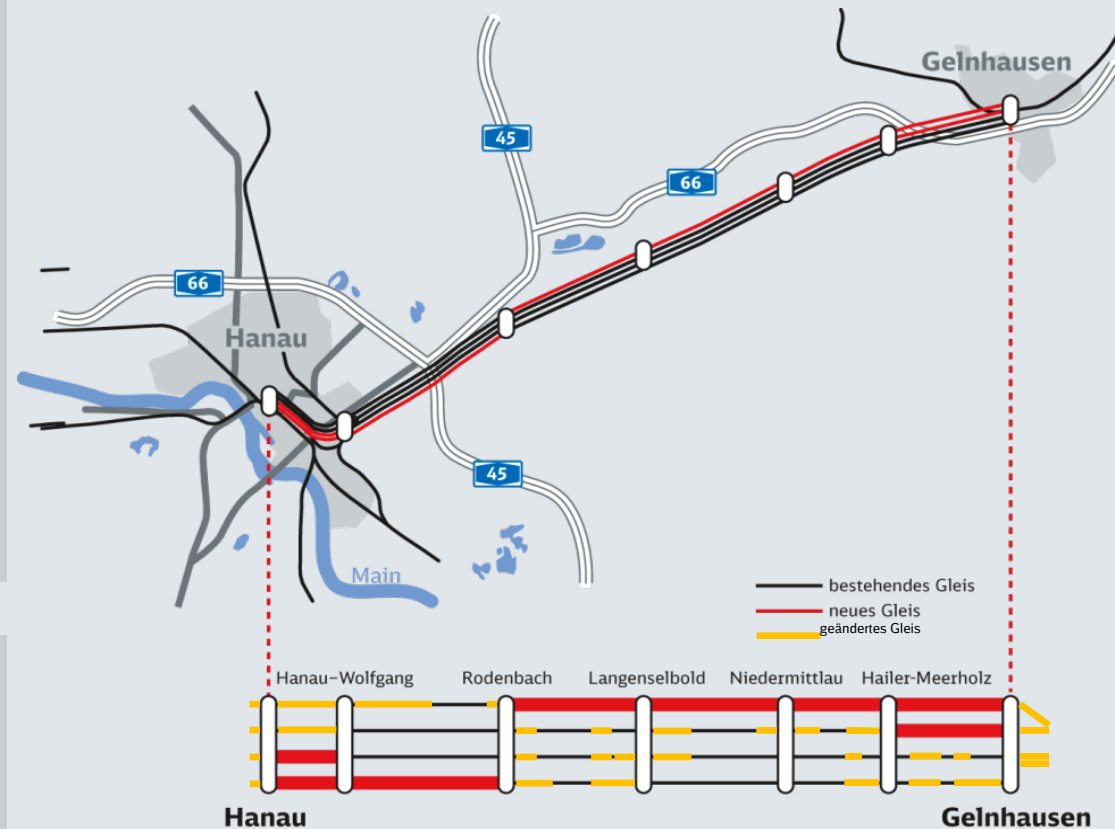 Gelnhausen
45
66
66
Hanau
45
Main
bestehendes Gleis
neues Gleis
geändertes Gleis
Hanau–Wolfgang
Rodenbach
Langenselbold
Niedermittlau
Hailer-Meerholz
Hanau
Gelnhausen